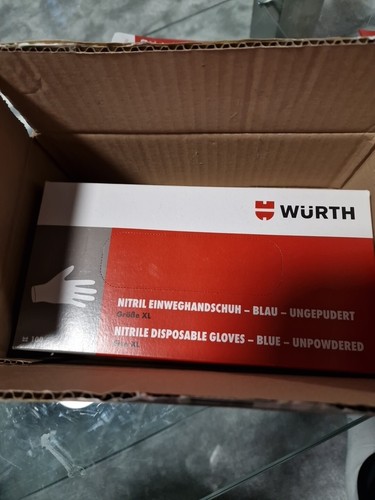 WÜRTH
NITRIL EINWEGHANDSCHUH – BLAU – UNGEPUDERT
Größe XL
NITRILE DISPOSABLE GLOVES – BLUE – UNPOWDERED
Size XL